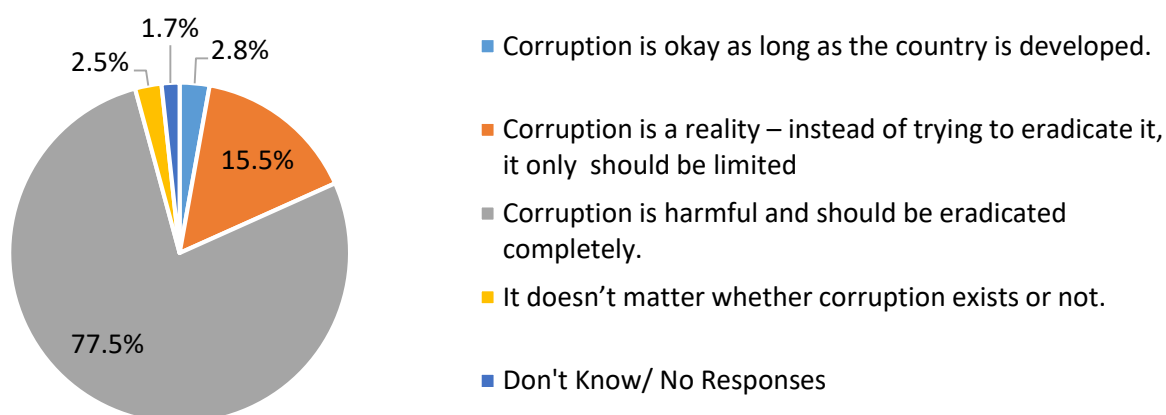 1.7%
2.5%
2.8%
15.5%
77.5%
Corruption is okay as long as the country is developed.
Corruption is a reality – instead of trying to eradicate it,
it only should be limited
Corruption is harmful and should be eradicated
completely.
It doesn’t matter whether corruption exists or not.
Don't Know/ No Responses